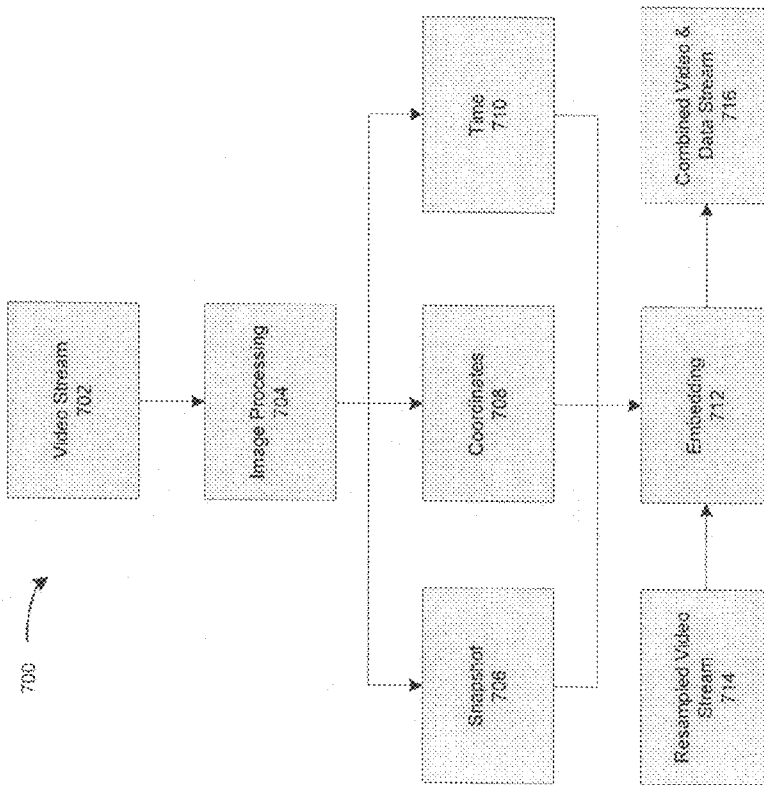 700
Video Stream
702
Image Processing
704
Snapshot
706
Coordinates
708
Time
710
Resampled Video
Stream
714
Embedding
712
Combined Video &
Data Stream
716